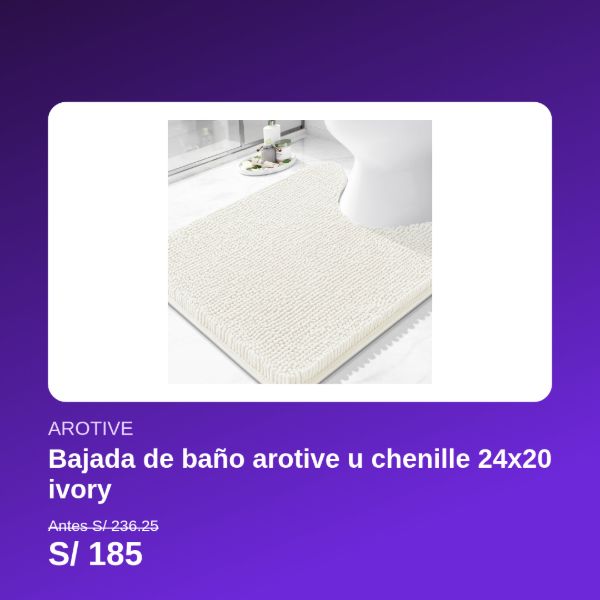 AROTIVE
Bajada de baño arotive u chenille 24x20
ivory
Antes S/ 236.25
S/ 185